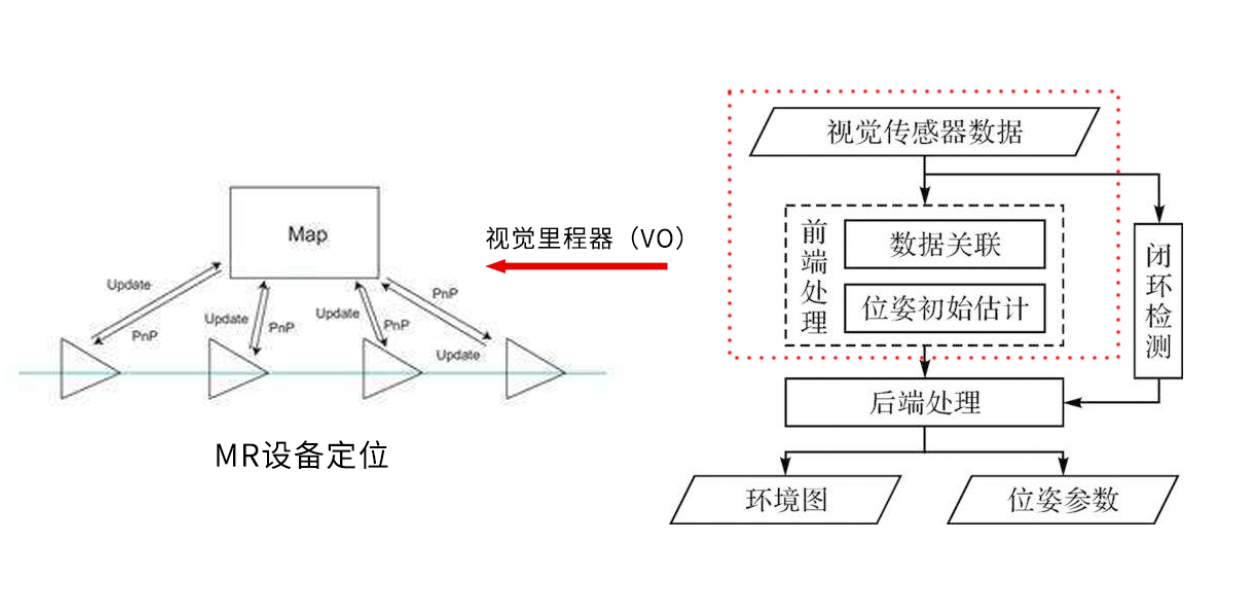 Map
Update
PnP
Update
PnP
Update
PnP
PnP
Update
MR设备定位
视觉里程器（VO）
视觉传感器数据
前端处理
数据关联
位姿初始估计
闭环检测
后端处理
环境图
位姿参数